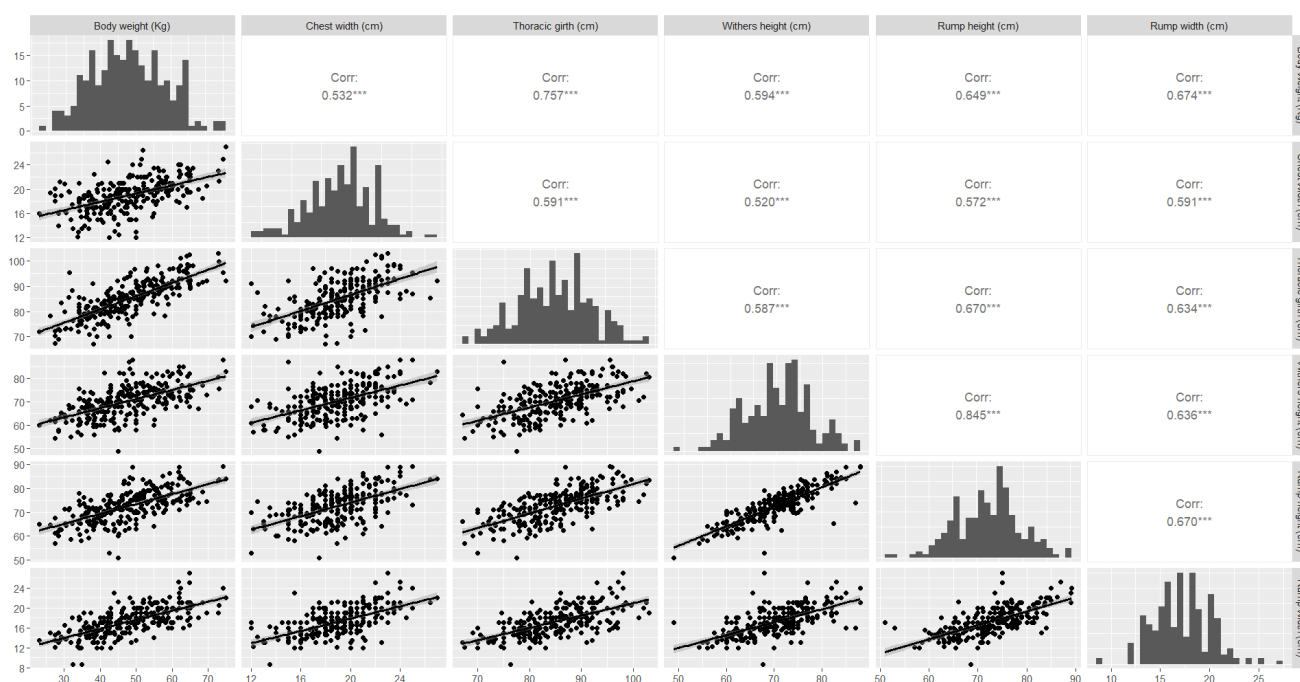 Body weight (Kg) Chest width (cm) Thoracic girth (cm) Withers height (cm) Rump height (cm) Rump width (cm)
15
10
5
0
Corr:
0.532***
Corr:
0.757***
Corr:
0.594***
Corr:
0.649***
Corr:
0.674***
24
20
16
12
Corr:
0.591***
Corr:
0.520***
Corr:
0.572***
Corr:
0.591***
100
90
80
70
Corr:
0.587***
Corr:
0.670***
Corr:
0.634***
80
70
60
50
Corr:
0.845***
Corr:
0.636***
90
80
70
60
50
Corr:
0.670***
24
20
16
12
8
30 40 50 60 70 12 16 20 24 70 80 90 100 50 60 70 80 50 60 70 80 90 10 15 20 25